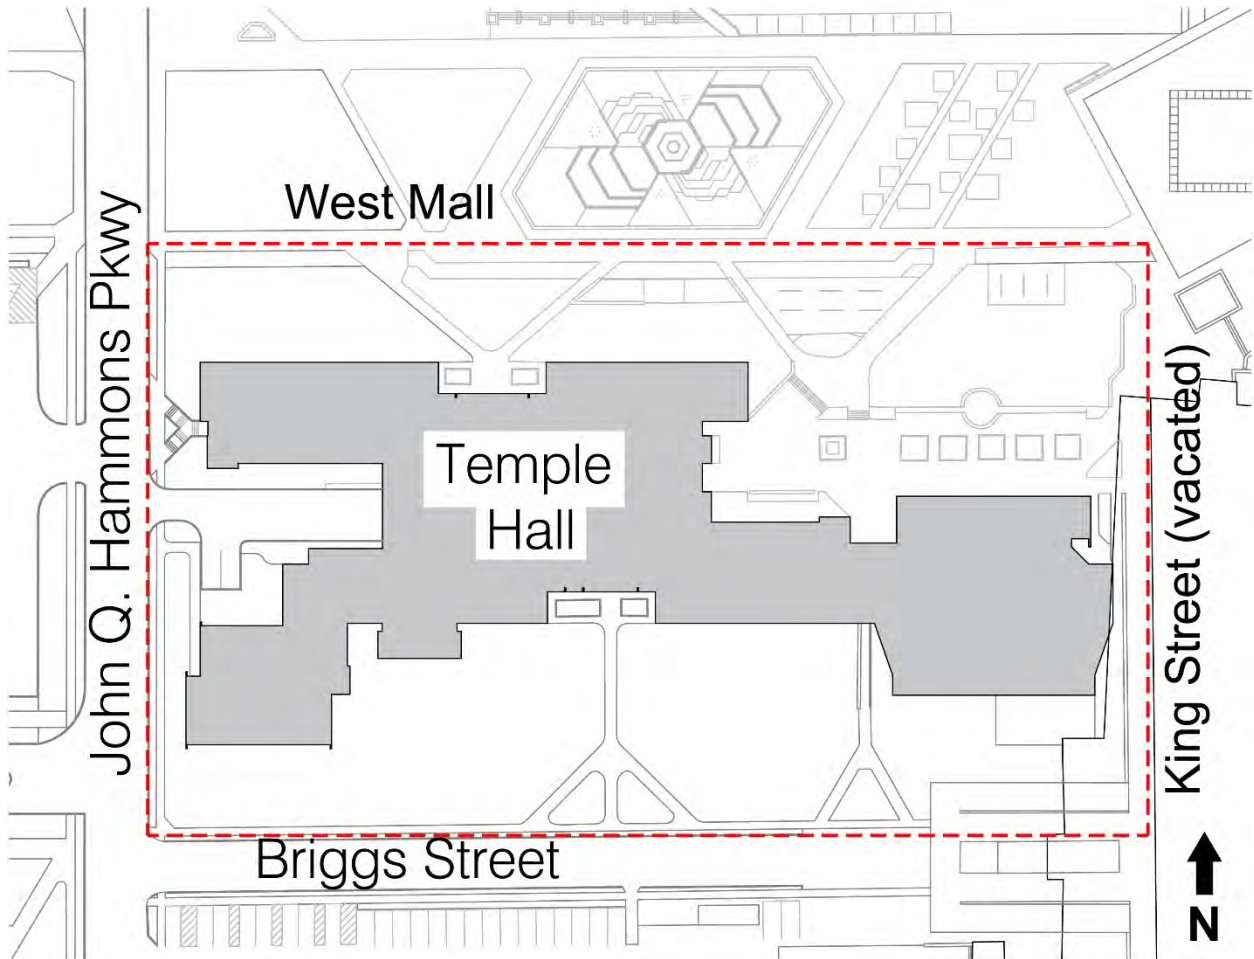 West Mall
John Q. Hammons Pkwy
Temple
Hall
King Street (vacated)
Briggs Street
N